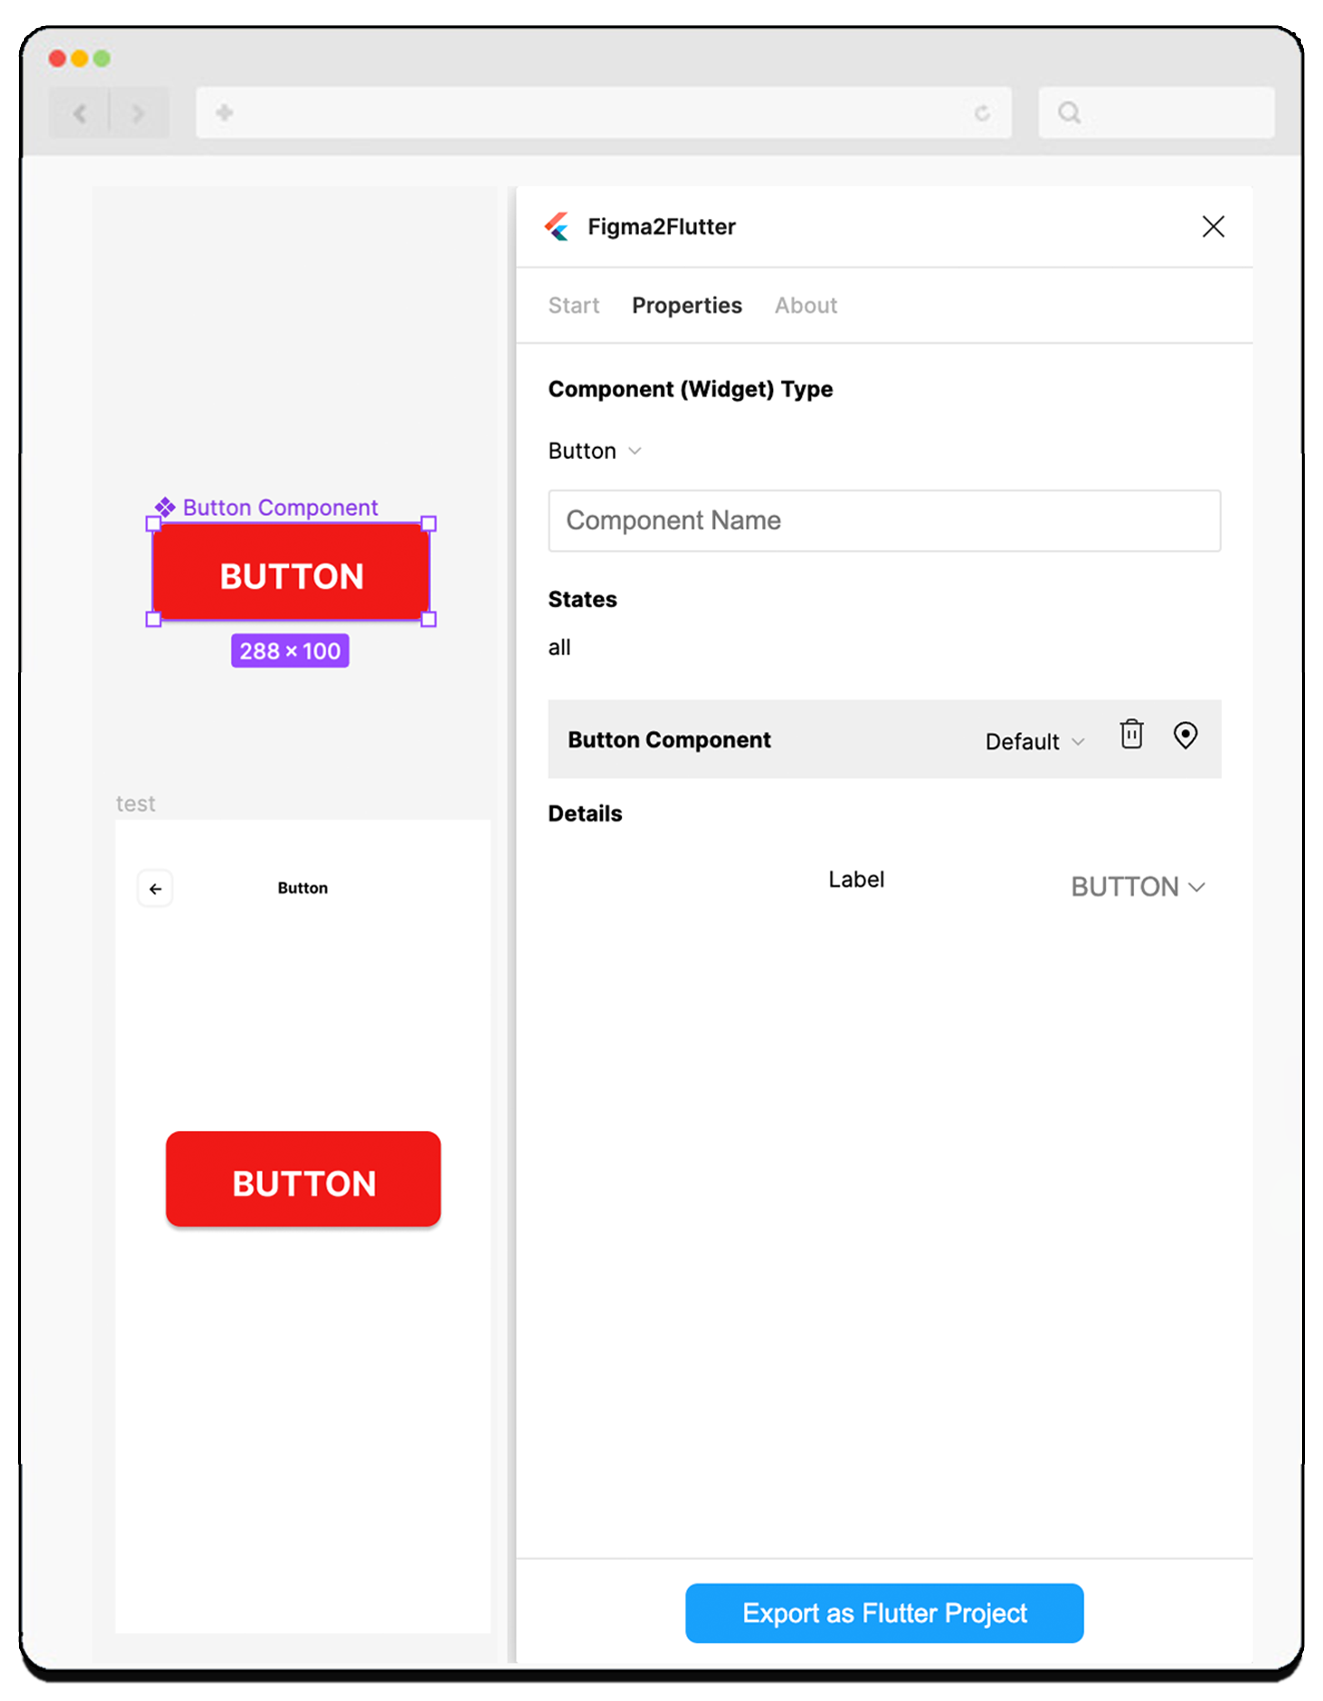 Figma2Flutter
Start Properties About
Component (Widget) Type
Button
Component Name
States
all
Button Component Default
Details
Label BUTTON
Export as Flutter Project
Button Component
BUTTON
288 × 100
test
Button
BUTTON